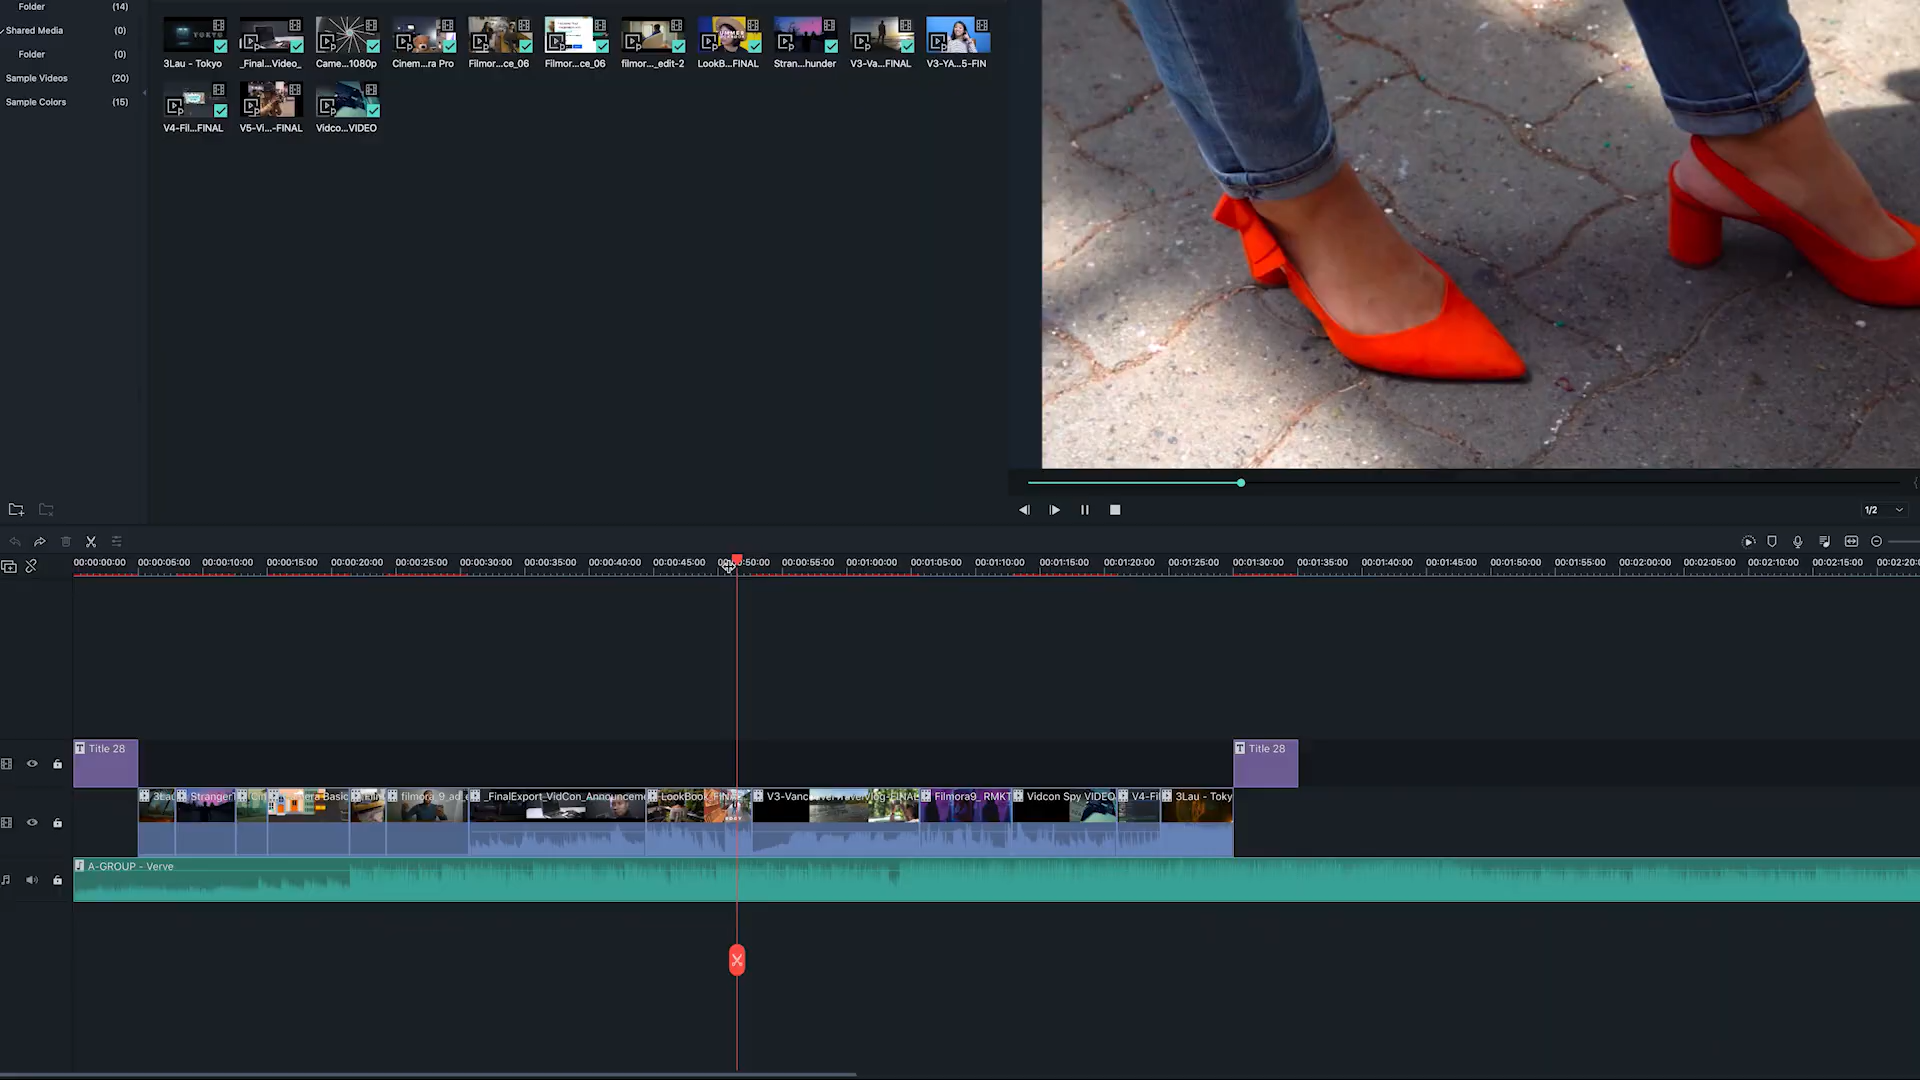 Folder (14)
Shared Media (0)
Folder (0)
Sample Videos (20)
Sample Colors (15)
3Lau - Tokyo
_Final...Video_
Came...1080p
Cinem...ra Pro
Filmor...ce_06
Filmor...ce_06
filmor..._edit-2
LookB...FINAL
Stran...hunder
V3-Va...FINAL
V3-YA...5-FIN
V4-Fil...FINAL
V5-Vi...-FINAL
Vidco...VIDEO
1/2
00:00:00:00 00:00:05:00 00:00:10:00 00:00:15:00 00:00:20:00 00:00:25:00 00:00:30:00 00:00:35:00 00:00:40:00 00:00:45:00 00:00:50:00 00:00:55:00 00:01:00:00 00:01:05:00 00:01:10:00 00:01:15:00 00:01:20:00 00:01:25:00 00:01:30:00 00:01:35:00 00:01:40:00 00:01:45:00 00:01:50:00 00:01:55:00 00:02:00:00 00:02:05:00 00:02:10:00 00:02:15:00 00:02:20:00
Title 28
Title 28
3Lau
Stranger
filmora_9_ad_e
_FinalExport-VidCon_Announcem
LookBook-FINAL
V3-Vancouver
Filmora9_RMKT
Vidcon Spy VIDEO
V4-Fil
3Lau - Toky
A-GROUP - Verve